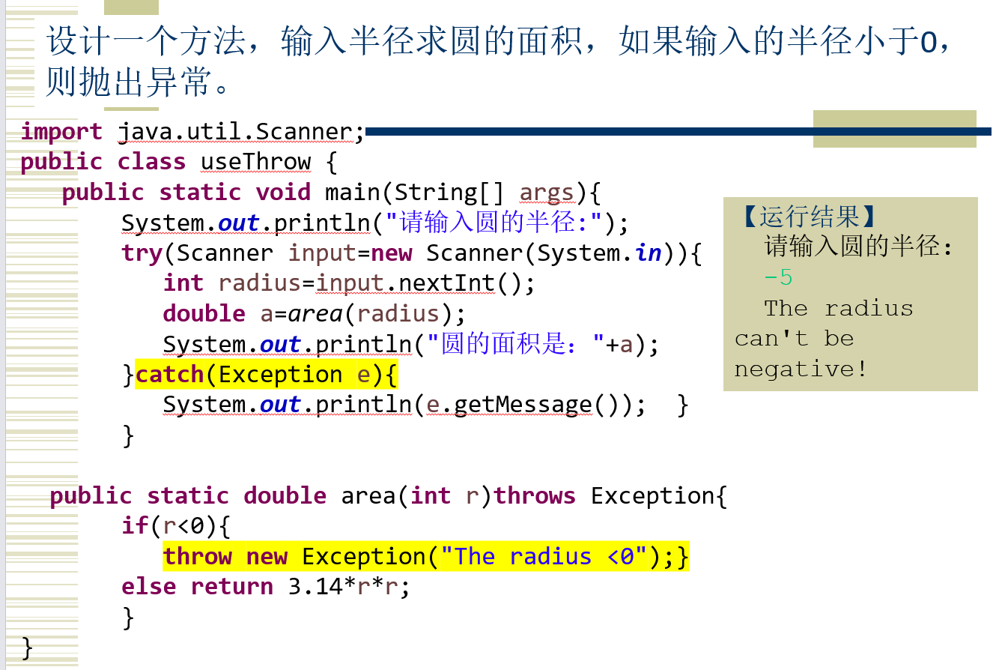 设计一个方法，输入半径求圆的面积，如果输入的半径小于0，
则抛出异常。
import java.util.Scanner;
public class useThrow {
public static void main(String[] args){
System.out.println("请输入圆的半径:");
try(Scanner input=new Scanner(System.in)){
int radius=input.nextInt();
double a=area(radius);
System.out.println("圆的面积是："+a);
}catch(Exception e){
System.out.println(e.getMessage());  }
}
public static double area(int r)throws Exception{
if(r<0){
throw new Exception("The radius <0");}
else return 3.14*r*r;
}
}
【运行结果】
请输入圆的半径：
-5
The radius
can't be
negative!